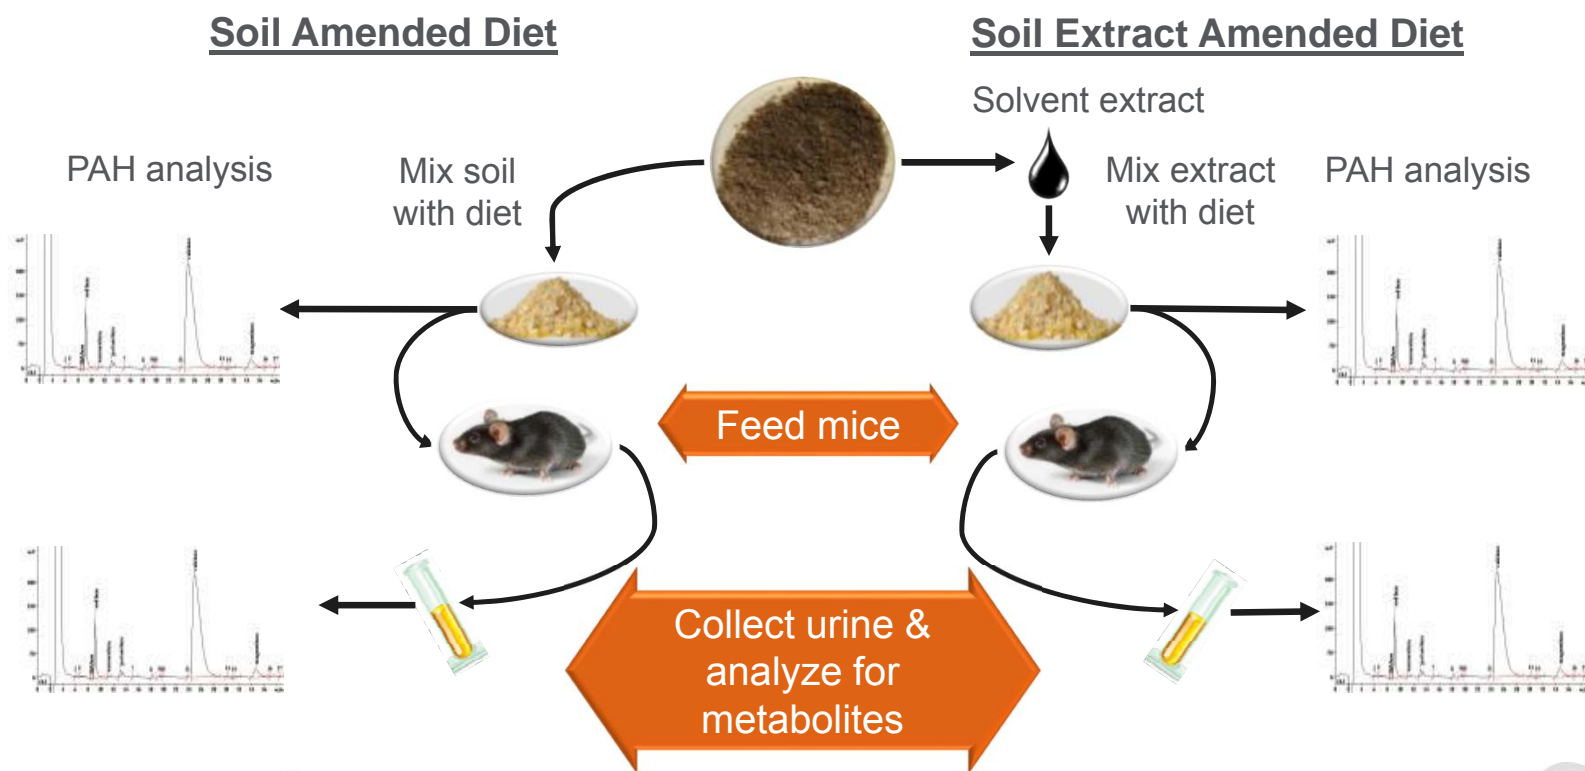 Soil Amended Diet
Soil Extract Amended Diet
Solvent extract
PAH analysis
Mix soil
with diet
Mix extract
with diet
PAH analysis
Feed mice
Collect urine &
analyze for
metabolites